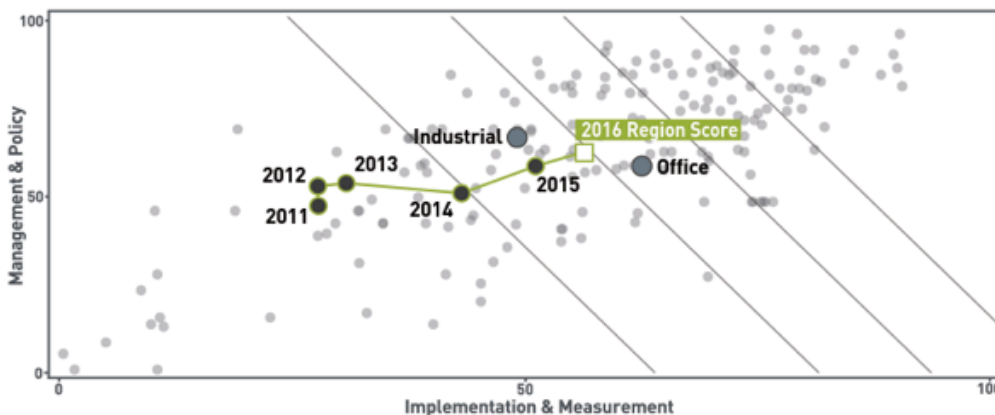 100
Management & Policy
2016 Region Score
Industrial
2012
2013
Office
2015
50
2011
2014
0
0
50
100
Implementation & Measurement